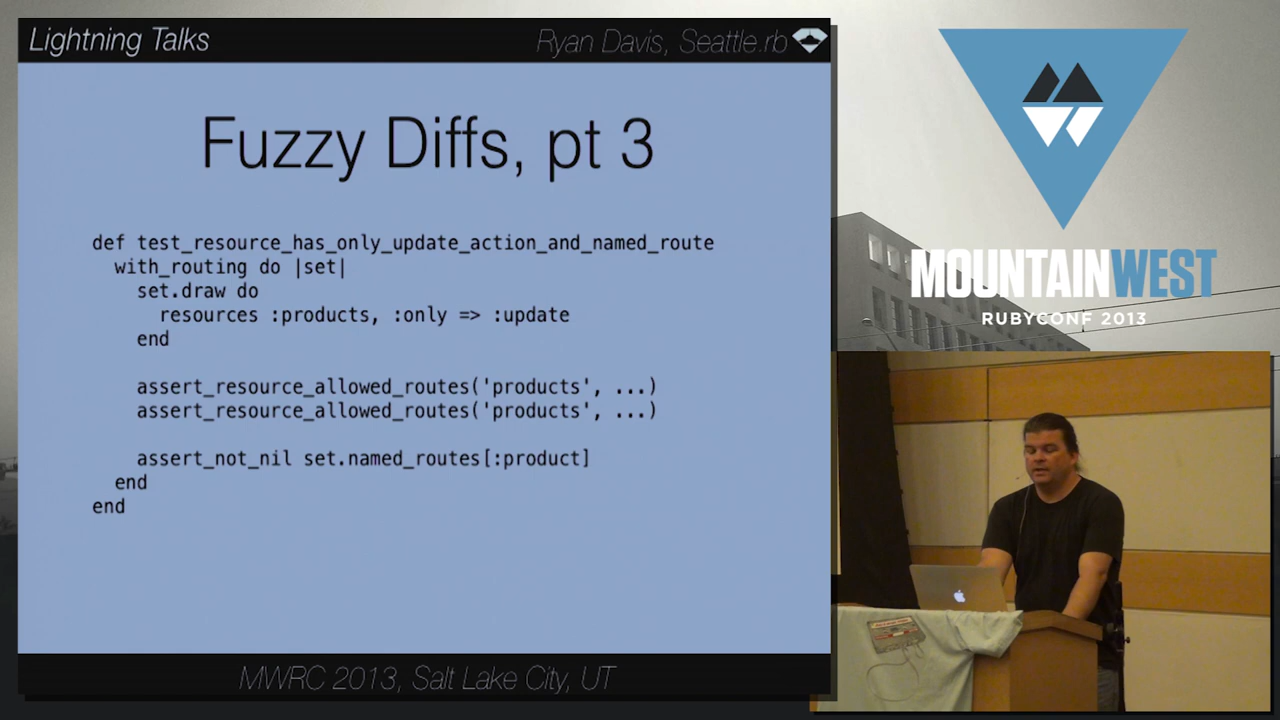 Lightning Talks
Ryan Davis, Seattle.rb
Fuzzy Diffs, pt 3
def test_resource_has_only_update_action_and_named_route
  with_routing do |set|
    set.draw do
      resources :products, :only => :update
    end
    assert_resource_allowed_routes('products', ...)
    assert_resource_allowed_routes('products', ...)
    assert_not_nil set.named_routes[:product]
  end
end
MWRC 2013, Salt Lake City, UT
MOUNTAINWEST
RUBYCONF 2013